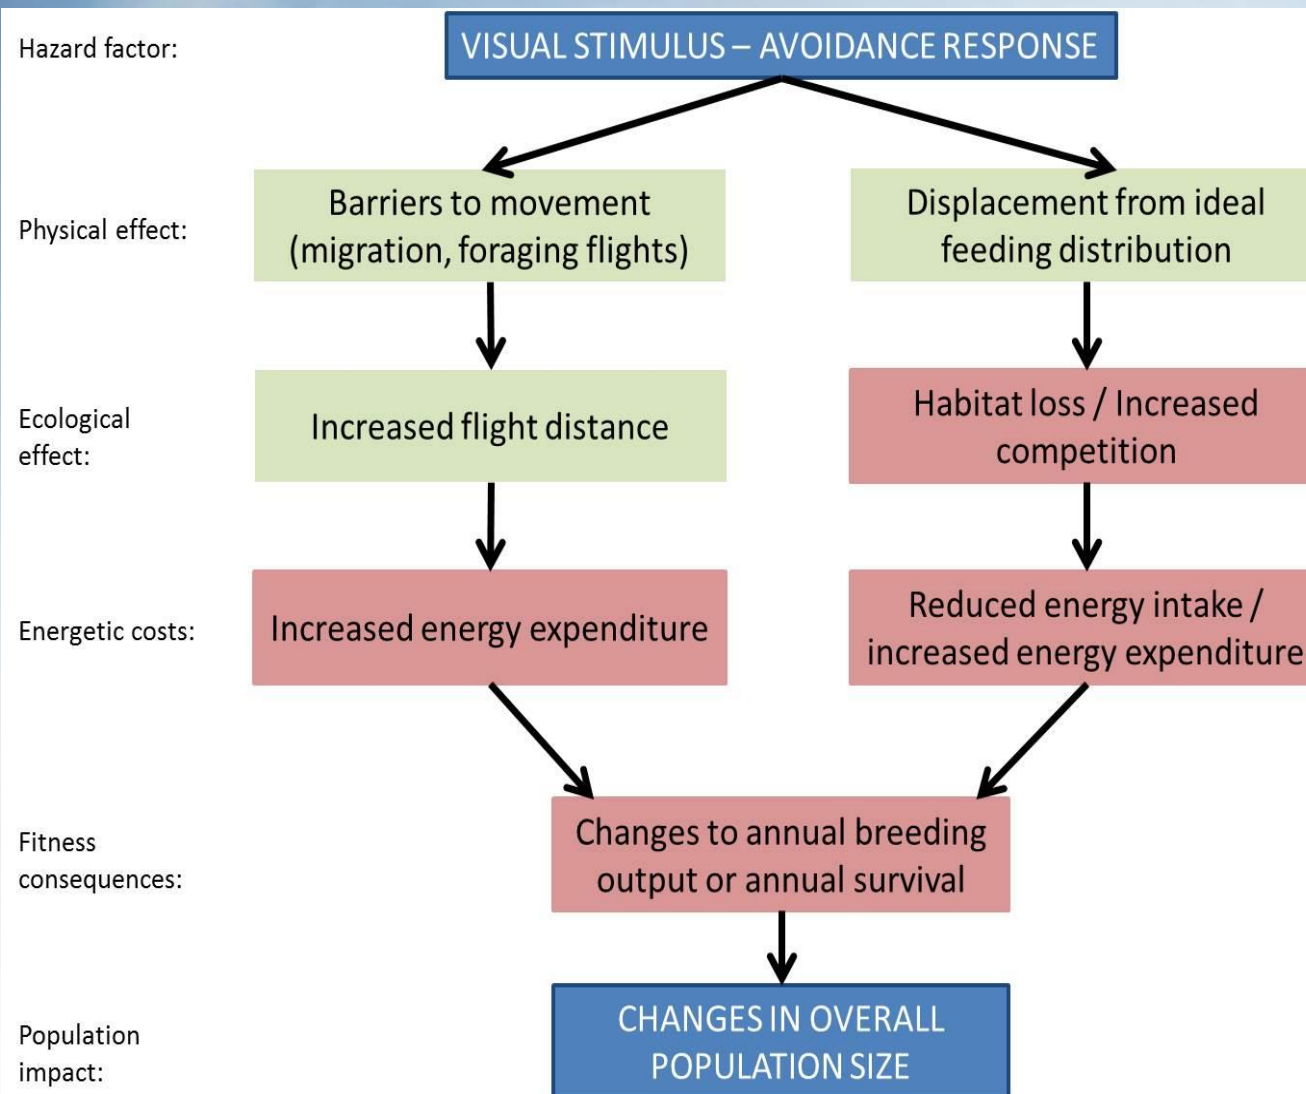 Hazard factor:
VISUAL STIMULUS – AVOIDANCE RESPONSE
Physical effect:
Barriers to movement
(migration, foraging flights)
Displacement from ideal
feeding distribution
Ecological
effect:
Increased flight distance
Habitat loss / Increased
competition
Energetic costs:
Increased energy expenditure
Reduced energy intake /
increased energy expenditure
Fitness
consequences:
Changes to annual breeding
output or annual survival
Population
impact:
CHANGES IN OVERALL
POPULATION SIZE